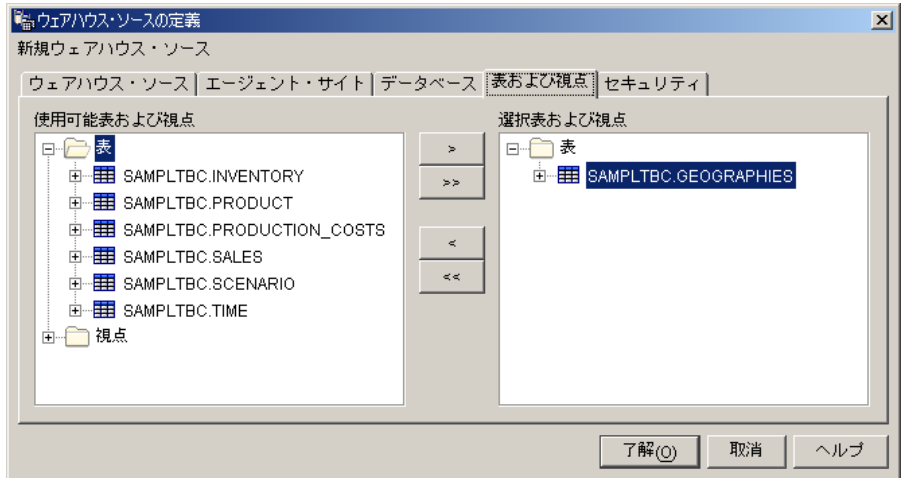 ウェアハウス・ソースの定義
新規ウェアハウス・ソース
ウェアハウス・ソース エージェント・サイト データベース 表および視点 セキュリティ
使用可能表および視点
表
SAMPLTBC.INVENTORY
SAMPLTBC.PRODUCT
SAMPLTBC.PRODUCTION_COSTS
SAMPLTBC.SALES
SAMPLTBC.SCENARIO
SAMPLTBC.TIME
視点
>
>>
<
<<
選択表および視点
表
SAMPLTBC.GEOGRAPHIES
了解(O) 取消 ヘルプ